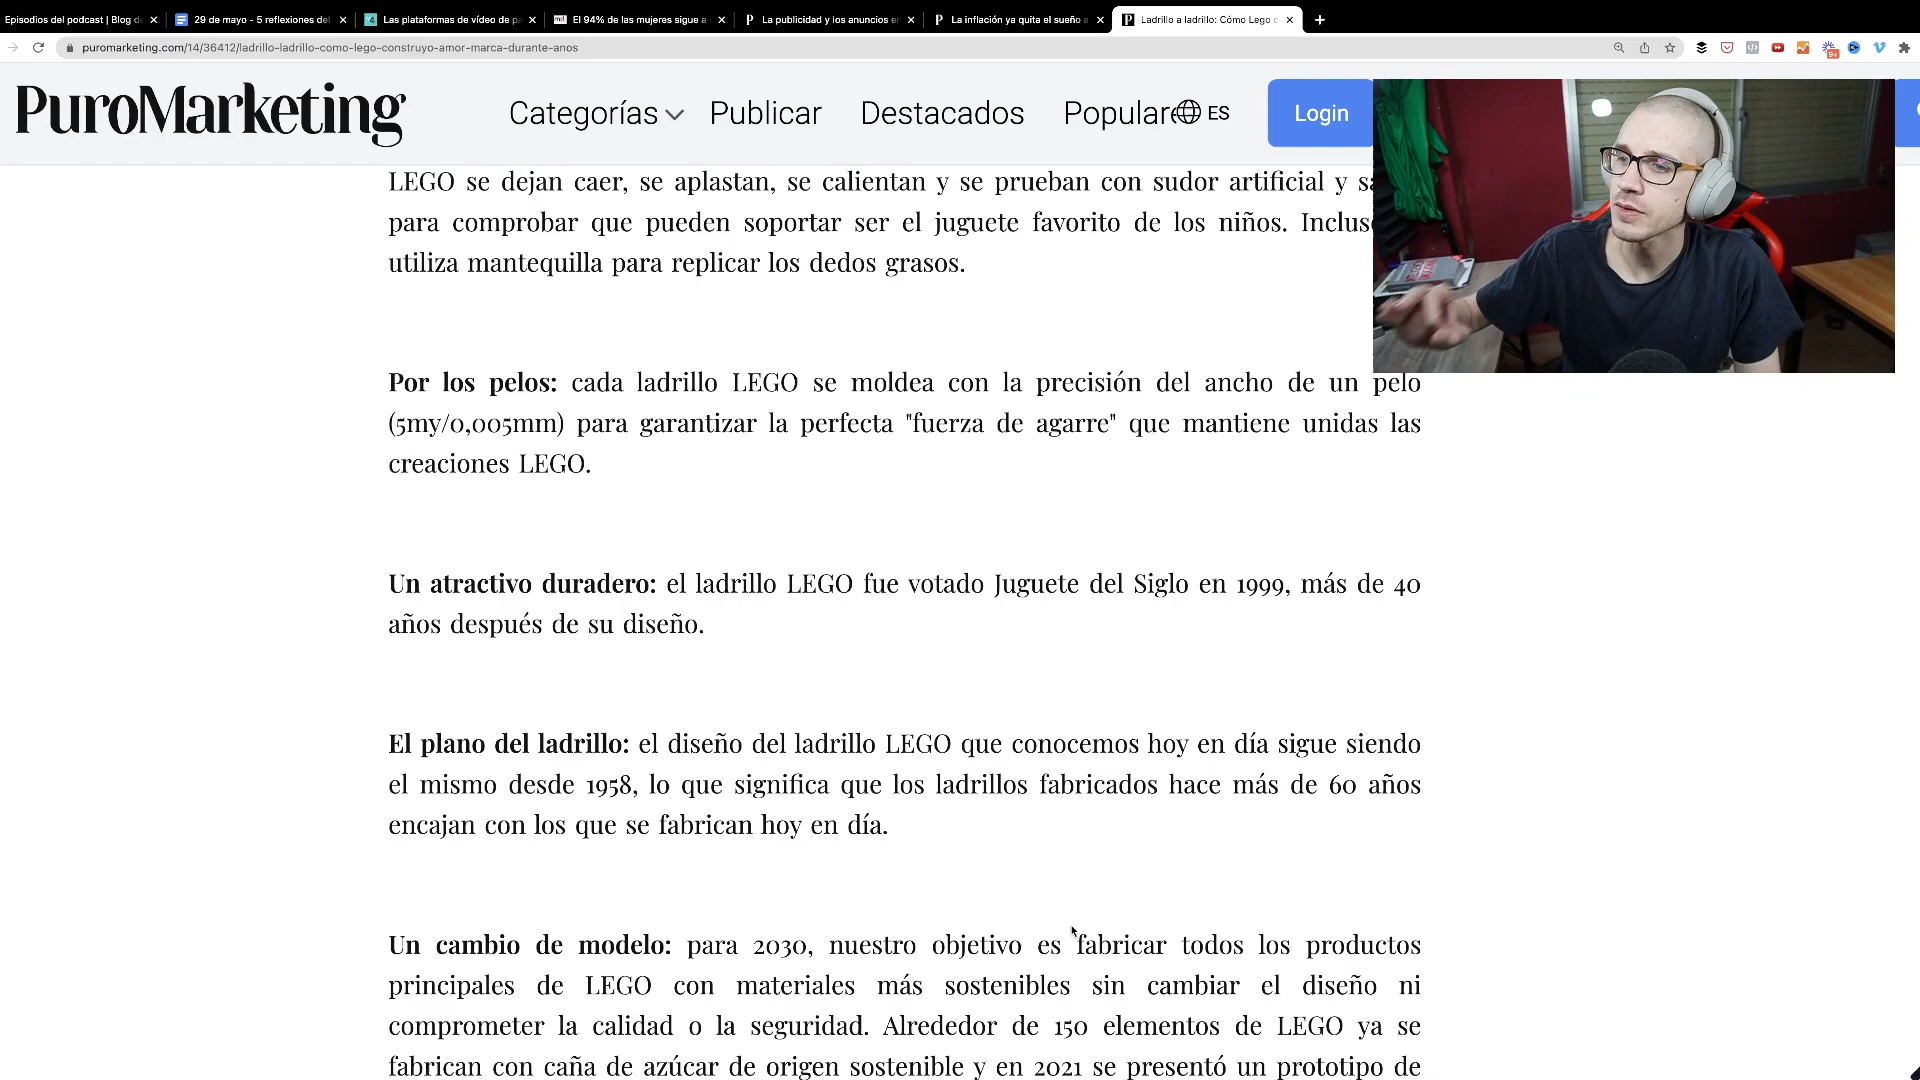 Episodios del podcast | Blog de
29 de mayo - 5 reflexiones del
Las plataformas de vídeo de pa
El 94% de las mujeres sigue a
La publicidad y los anuncios en
La inflación ya quita el sueño a
Ladrillo a ladrillo: Cómo Lego c
puromarketing.com/14/36412/ladrillo-ladrillo-como-lego-construyo-amor-marca-durante-anos
PuroMarketing
Categorías
Publicar
Destacados
Populare
ES
Login
LEGO se dejan caer, se aplastan, se calientan y se prueban con sudor artificial y sa
para comprobar que pueden soportar ser el juguete favorito de los niños. Inclus
utiliza mantequilla para replicar los dedos grasos.
Por los pelos: cada ladrillo LEGO se moldea con la precisión del ancho de un pelo
(5my/0,005mm) para garantizar la perfecta "fuerza de agarre" que mantiene unidas las
creaciones LEGO.
Un atractivo duradero: el ladrillo LEGO fue votado Juguete del Siglo en 1999, más de 40
años después de su diseño.
El plano del ladrillo: el diseño del ladrillo LEGO que conocemos hoy en día sigue siendo
el mismo desde 1958, lo que significa que los ladrillos fabricados hace más de 60 años
encajan con los que se fabrican hoy en día.
Un cambio de modelo: para 2030, nuestro objetivo es fabricar todos los productos
principales de LEGO con materiales más sostenibles sin cambiar el diseño ni
comprometer la calidad o la seguridad. Alrededor de 150 elementos de LEGO ya se
fabrican con caña de azúcar de origen sostenible y en 2021 se presentó un prototipo de